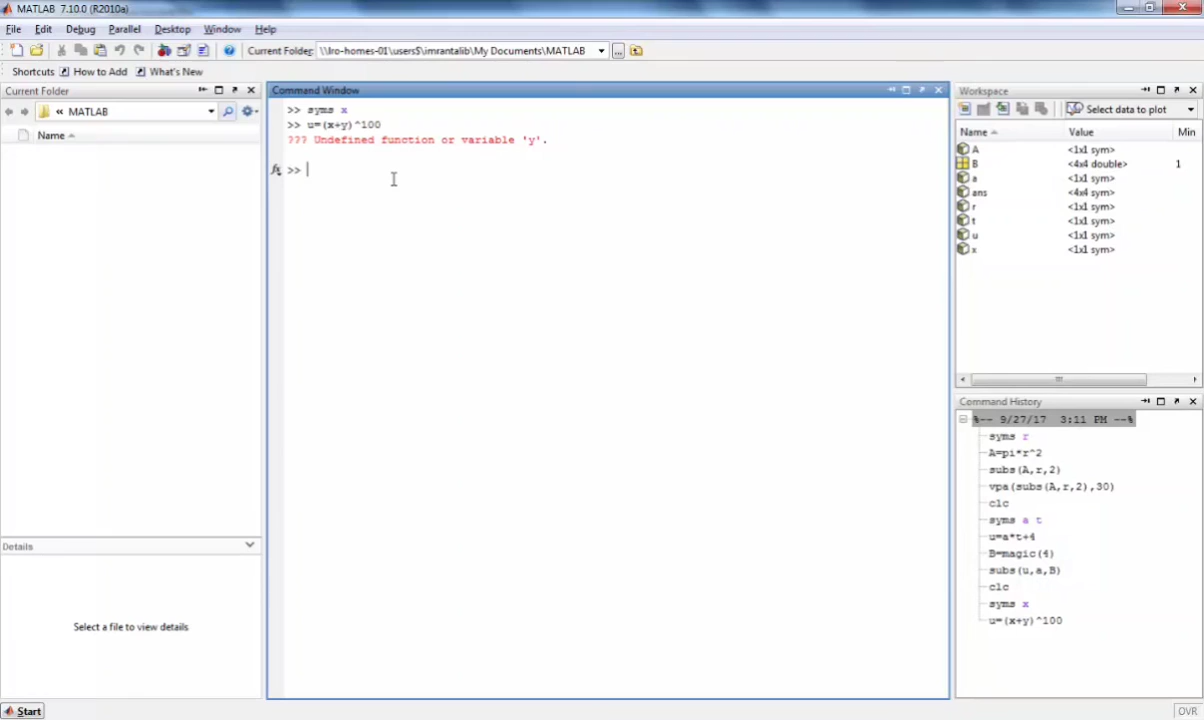 MATLAB 7.10.0 (R2010a)
File Edit Debug Parallel Desktop Window Help
Current Folder: \\lro-homes-01\users$\imrantalib\My Documents\MATLAB ...
Shortcuts How to Add What's New
Current Folder
« MATLAB
Name
Details
Select a file to view details
Start
Command Window
>> syms x
>> u=(x+y)^100
??? Undefined function or variable 'y'.
fx >>
Workspace
Select data to plot
Name Value Min
A <1x1 sym>
B <4x4 double> 1
a <1x1 sym>
ans <4x4 sym>
r <1x1 sym>
t <1x1 sym>
u <1x1 sym>
x <1x1 sym>
Command History
%-- 9/27/17 3:11 PM --%
syms r
A=pi*r^2
subs(A,r,2)
vpa(subs(A,r,2),30)
clc
syms a t
u=a*t+4
B=magic(4)
subs(u,a,B)
clc
syms x
u=(x+y)^100
OVR